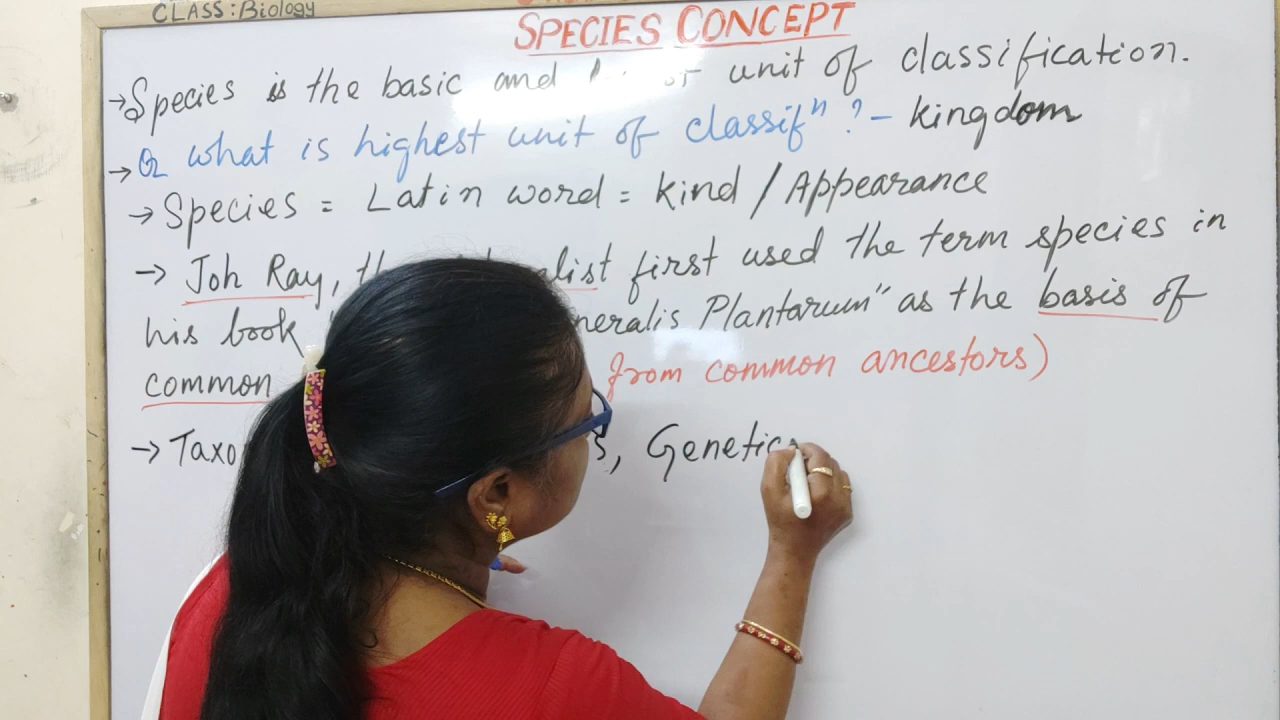 CLASS: Biology
SPECIES CONCEPT
→ Species is the basic and unit of classification.
→ Q what is highest unit of classifⁿ ? – kingdom
→ Species = Latin word = kind / Appearance
→ Joh Ray, first used the term species in
his book Plantarum" as the basis of
common from common ancestors)
→ Genetic